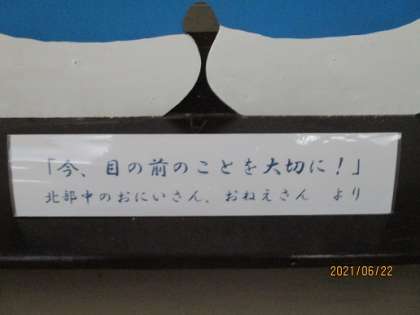 「今、目の前のことを大切に！」
北部中のおにいさん、おねえさん　より
2021/06/22